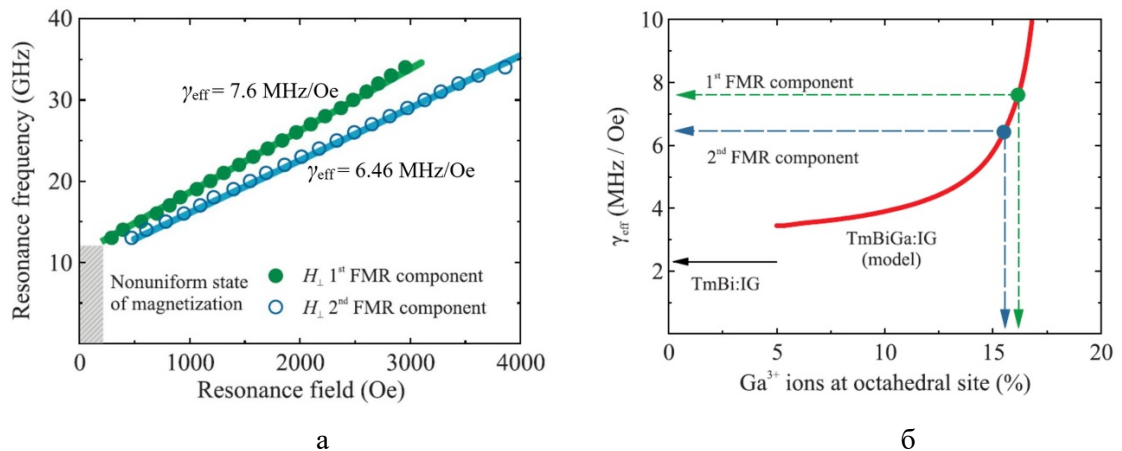 Resonance frequency (GHz)
40
30
20
10
γeff = 7.6 MHz/Oe
γeff = 6.46 MHz/Oe
Nonuniform state
of magnetization
H⊥ 1st FMR component
H⊥ 2nd FMR component
0
1000
2000
3000
4000
Resonance field (Oe)
а
γeff (MHz / Oe)
10
8
6
4
2
1st FMR component
2nd FMR component
TmBiGa:IG
(model)
TmBi:IG
0
5
10
15
20
Ga3+ ions at octahedral site (%)
б